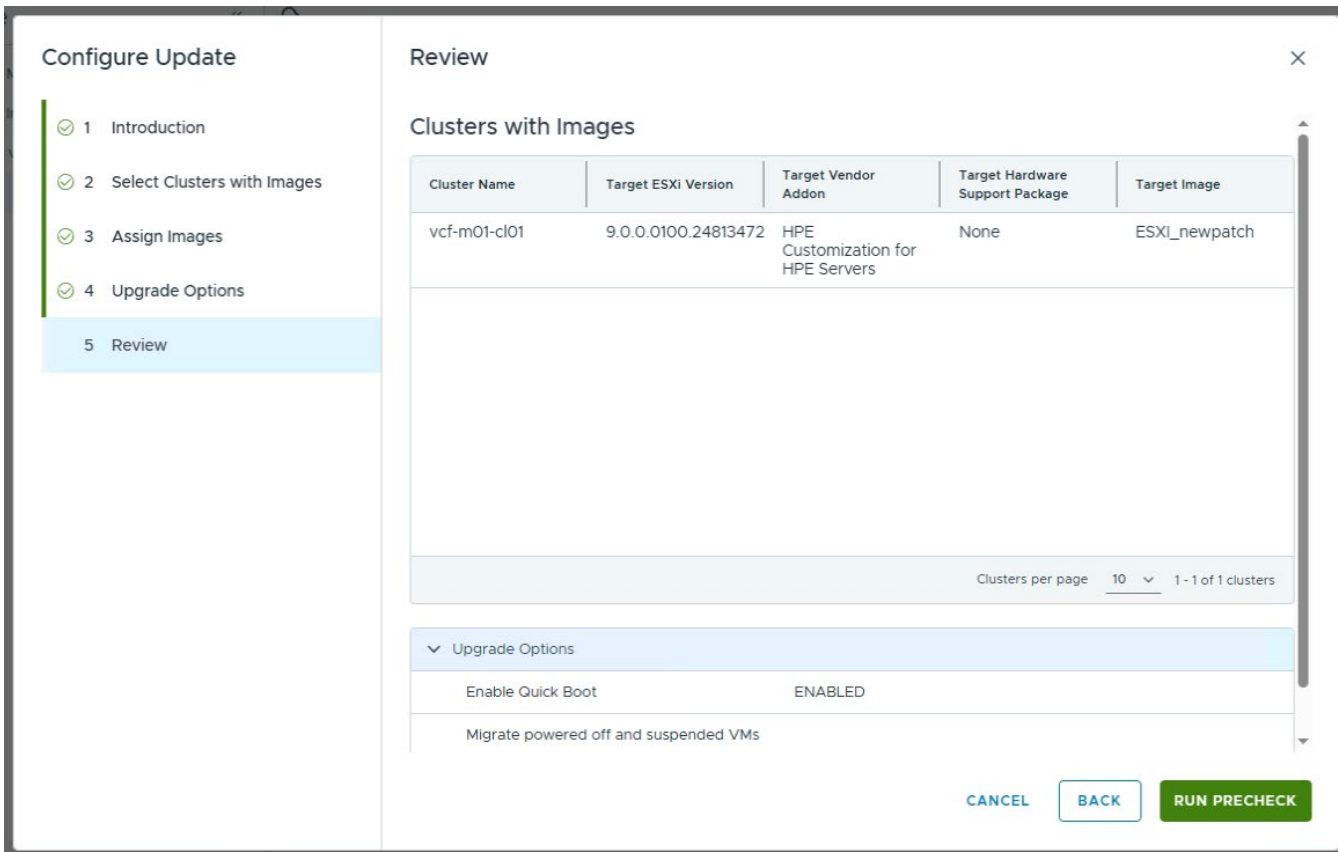 Configure Update
1 Introduction
2 Select Clusters with Images
3 Assign Images
4 Upgrade Options
5 Review
Review
Clusters with Images
Cluster Name
Target ESXi Version
Target Vendor
Addon
Target Hardware
Support Package
Target Image
vcf-m01-cl01
9.0.0.0100.24813472
HPE
Customization for
HPE Servers
None
ESXI_newpatch
Clusters per page 10 1 - 1 of 1 clusters
Upgrade Options
Enable Quick Boot ENABLED
Migrate powered off and suspended VMs
CANCEL BACK RUN PRECHECK